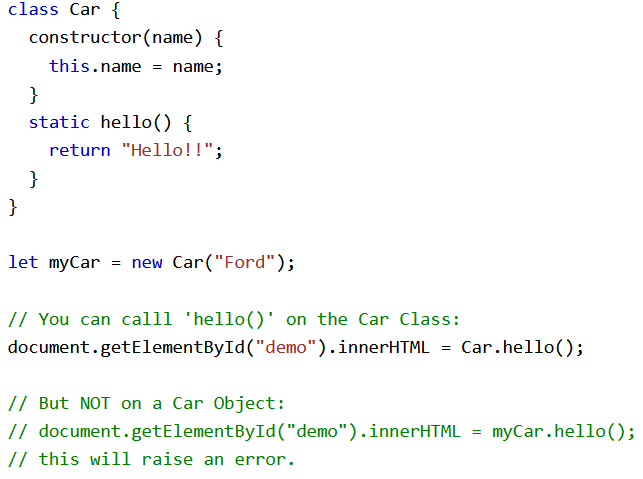 class Car {
  constructor(name) {
    this.name = name;
  }
  static hello() {
    return "Hello!!";
  }
}

let myCar = new Car("Ford");

// You can calll 'hello()' on the Car Class:
document.getElementById("demo").innerHTML = Car.hello();

// But NOT on a Car Object:
// document.getElementById("demo").innerHTML = myCar.hello();
// this will raise an error.